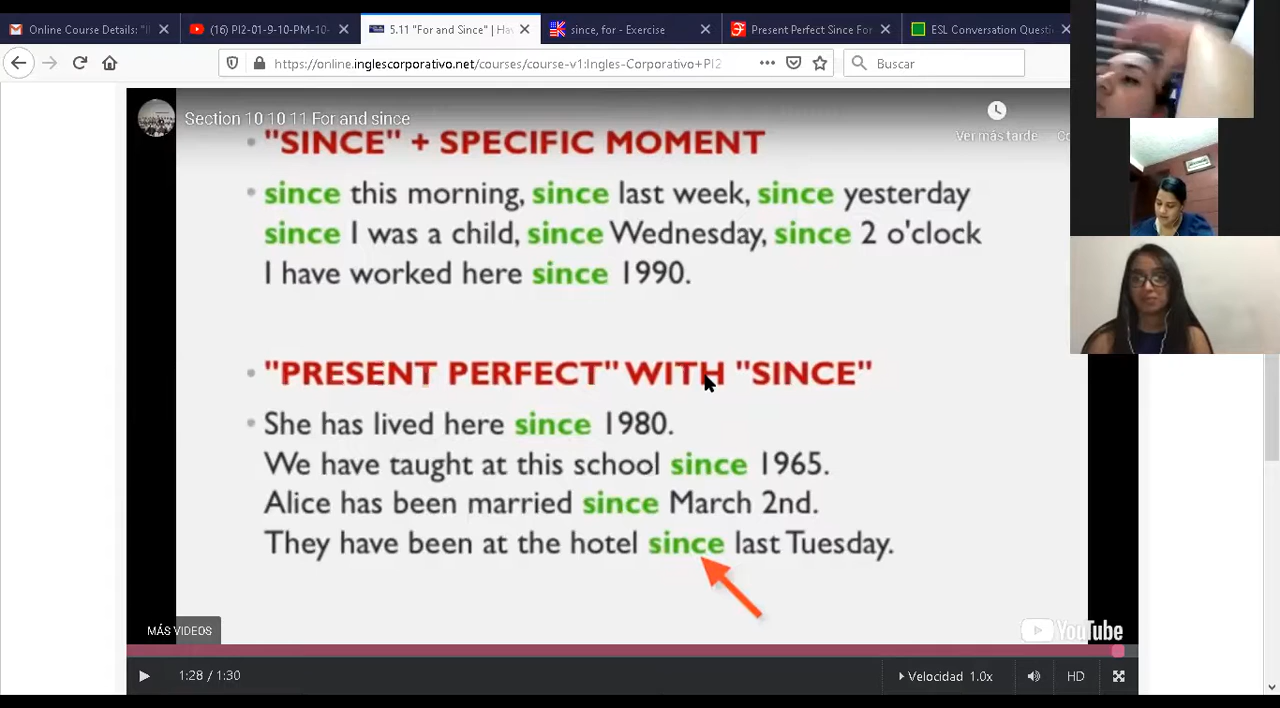 Online Course Details: "I
(16) PI2-01-9-10-PM-10-
5.11 "For and Since" | Hav
since, for - Exercise
Present Perfect Since For
ESL Conversation Questi
https://online.inglescorporativo.net/courses/course-v1:Ingles-Corporativo+PI2
Buscar
Section 10 10 11 For and since
Ver más tarde
"SINCE" + SPECIFIC MOMENT
since this morning, since last week, since yesterday
since I was a child, since Wednesday, since 2 o'clock
I have worked here since 1990.
"PRESENT PERFECT" WITH "SINCE"
She has lived here since 1980.
We have taught at this school since 1965.
Alice has been married since March 2nd.
They have been at the hotel since last Tuesday.
MÁS VIDEOS
YouTube
1:28 / 1:30
Velocidad 1.0x
HD